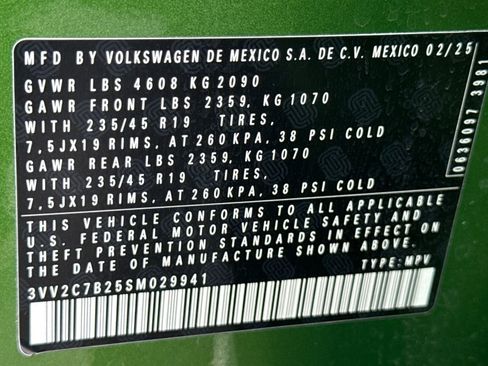 MFD BY VOLKSWAGEN DE MEXICO S.A. DE C.V. MEXICO 02/25
GVWR LBS 4608 KG 2090
GAWR FRONT LBS 2359, KG 1070
WITH 235/45 R19 TIRES,
7,5JX19 RIMS, AT 260 KPA, 38 PSI COLD
GAWR REAR LBS 2359, KG 1070
WITH 235/45 R19 TIRES,
7,5JX19 RIMS, AT 260 KPA, 38 PSI COLD
THIS VEHICLE CONFORMS TO ALL APPLICABLE
U.S. FEDERAL MOTOR VEHICLE SAFETY AND
THEFT PREVENTION STANDARDS IN EFFECT ON
THE DATE OF MANUFACTURE SHOWN ABOVE.
3VV2C7B25SM029941 TYPE: MPV
0636097 3981